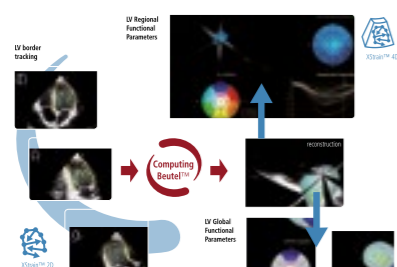 LV Regional
Functional
Parameters
LV border
tracking
XStrain™ 4D
Computing
Beutel™
reconstruction
LV Global
Functional
Parameters
XStrain™ 2D